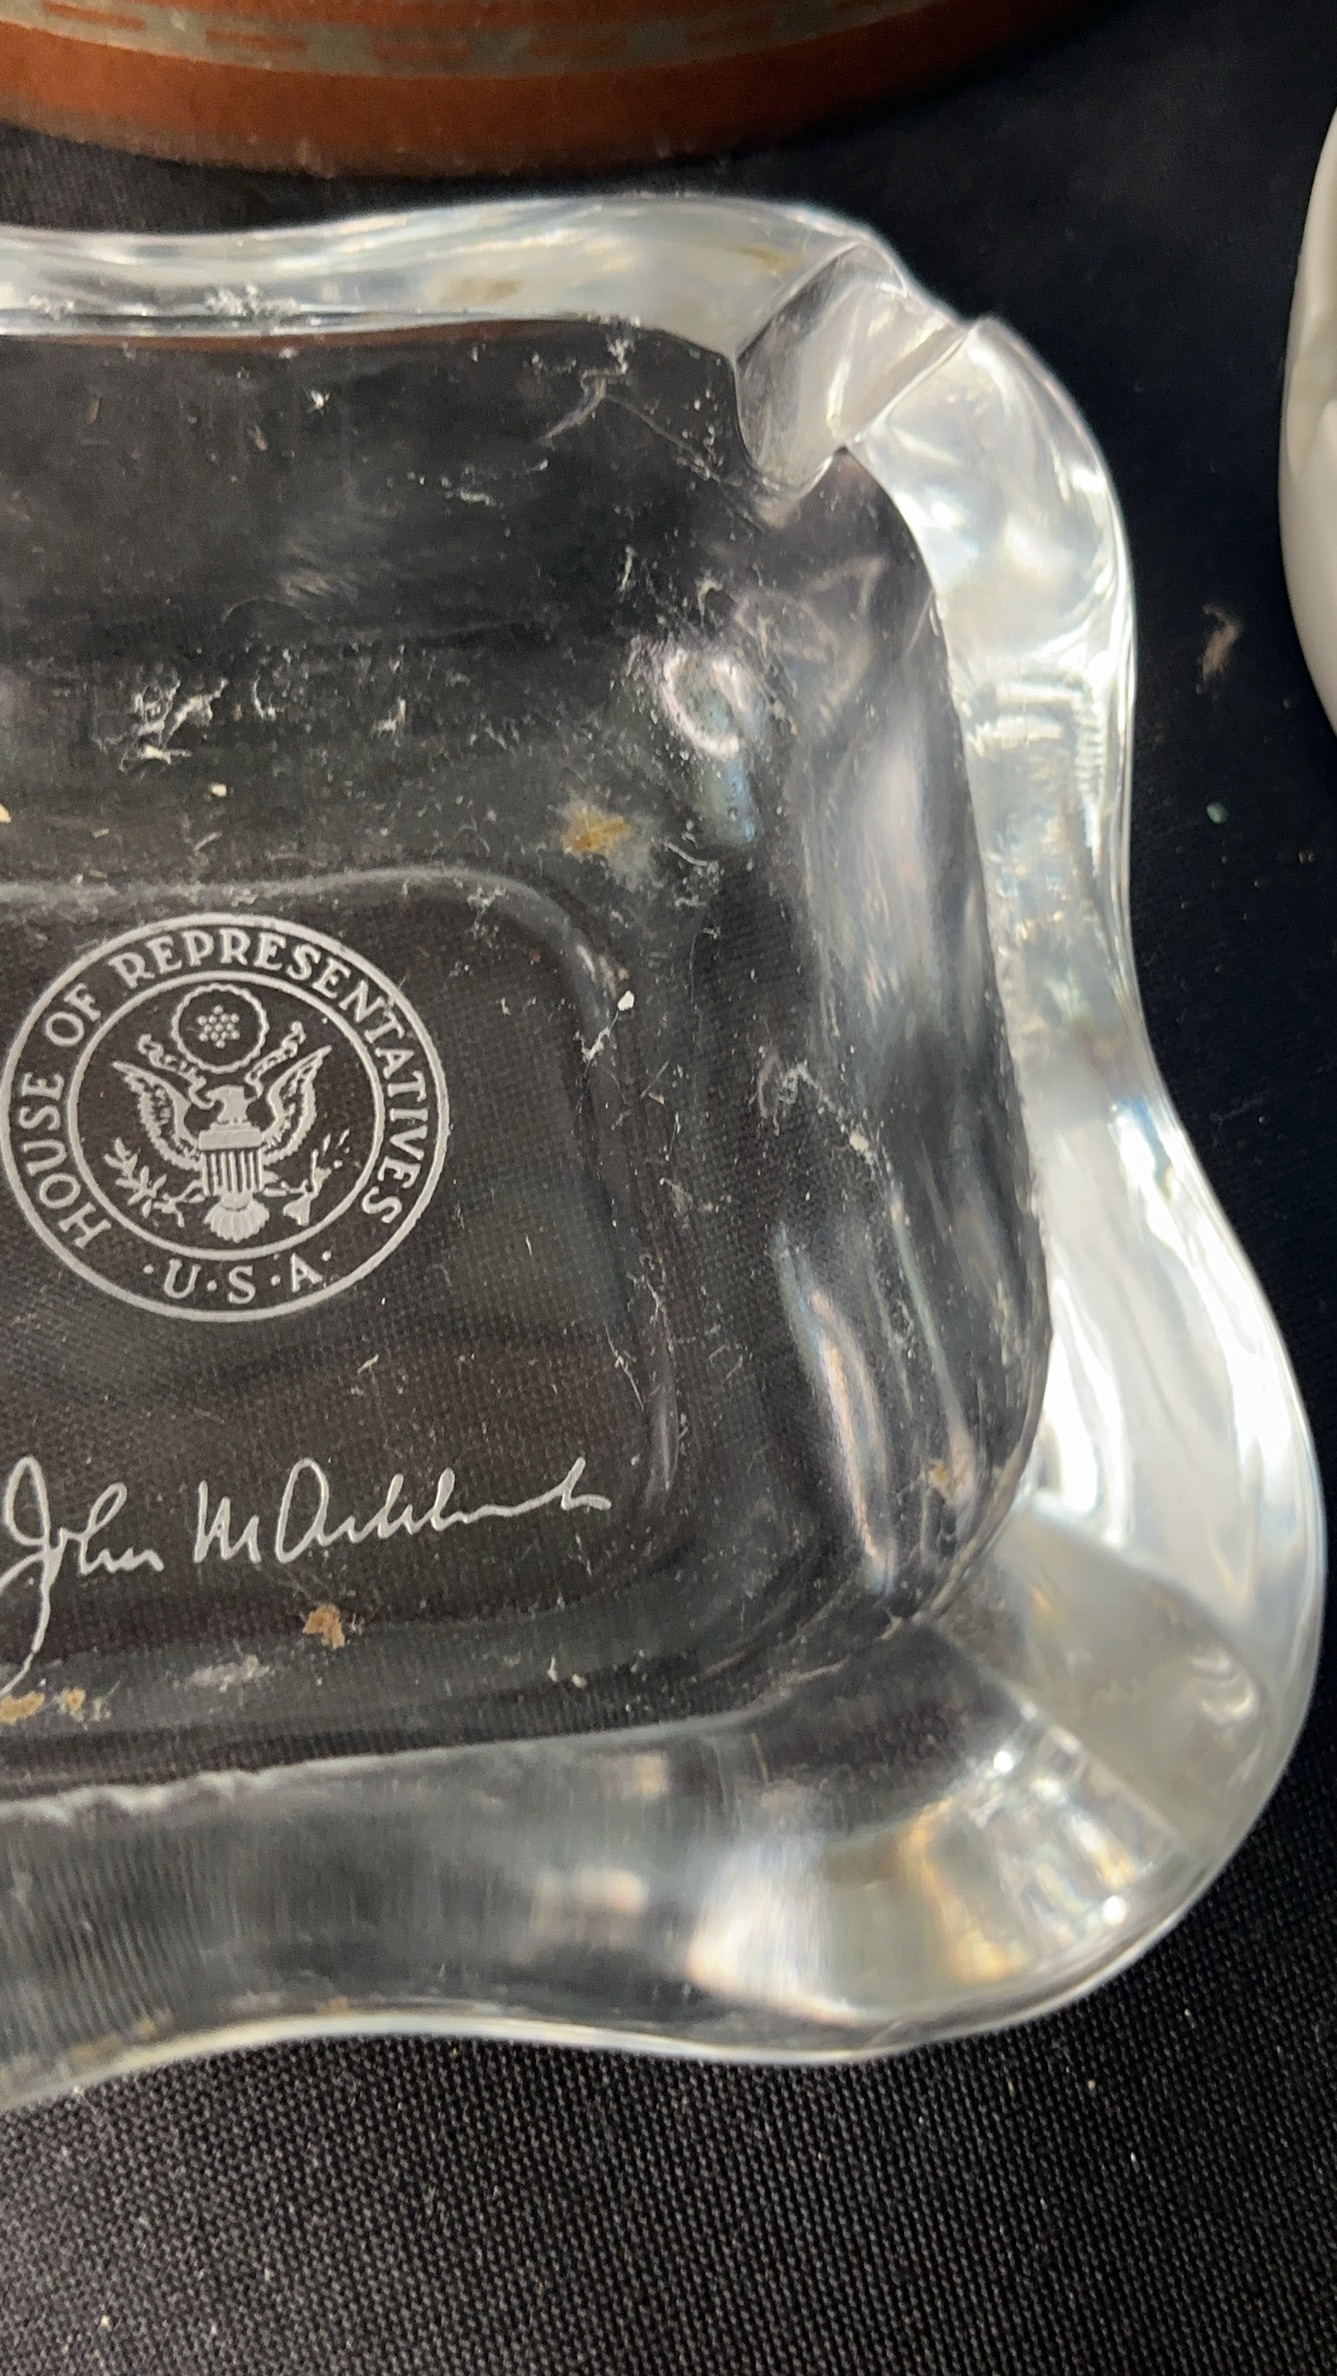 HOUSE OF REPRESENTATIVES
· U · S · A ·
John M